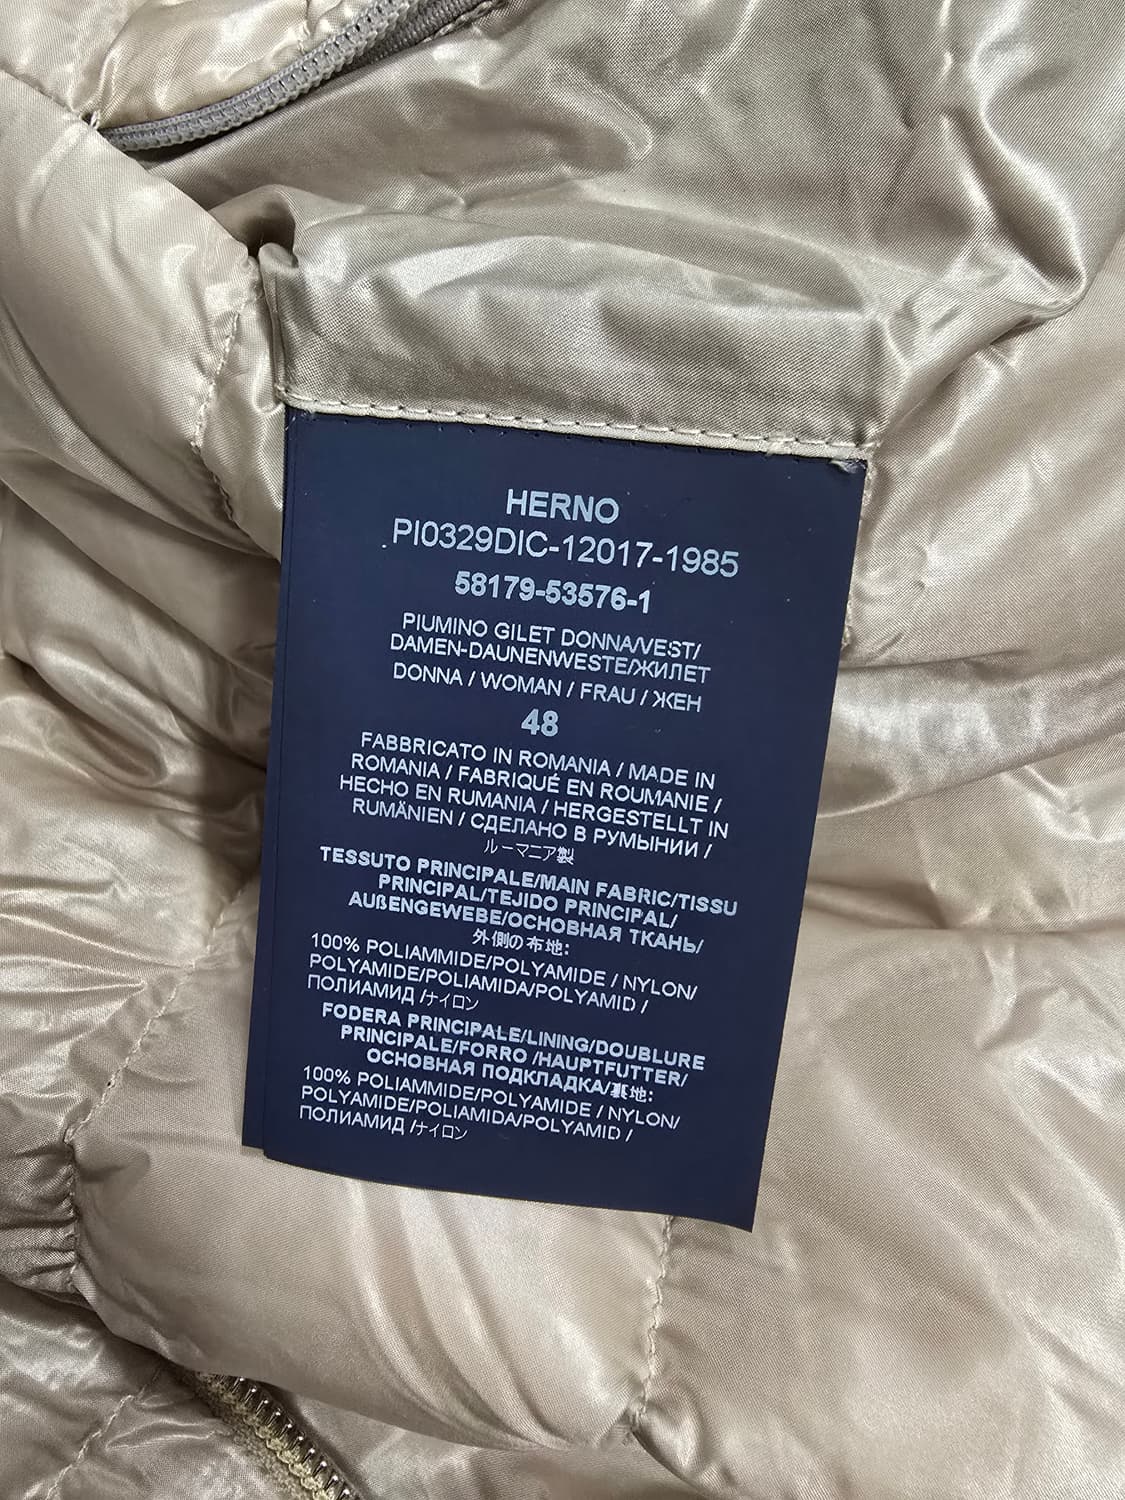 HERNO
PI0329DIC-12017-1985
58179-53576-1
PIUMINO GILET DONNA/VEST/
DAMEN-DAUNENWESTE/ЖИЛЕТ
DONNA / WOMAN / FRAU / ЖЕН
48
FABBRICATO IN ROMANIA / MADE IN
ROMANIA / FABRIQUÉ EN ROUMANIE /
HECHO EN RUMANIA / HERGESTELLT IN
RUMÄNIEN / СДЕЛАНО В РУМЫНИИ /
ルーマニア製
TESSUTO PRINCIPALE/MAIN FABRIC/TISSU
PRINCIPAL/TEJIDO PRINCIPAL/
AUßENGEWEBE/ОСНОВНАЯ ТКАНЬ/
外側の布地:
100% POLIAMMIDE/POLYAMIDE / NYLON/
POLYAMIDE/POLIAMIDA/POLYAMID /
ПОЛИАМИД /ナイロン
FODERA PRINCIPALE/LINING/DOUBLURE
PRINCIPALE/FORRO /HAUPTFUTTER/
ОСНОВНАЯ ПОДКЛАДКА/裏地:
100% POLIAMMIDE/POLYAMIDE / NYLON/
POLYAMIDE/POLIAMIDA/POLYAMID /
ПОЛИАМИД /ナイロン